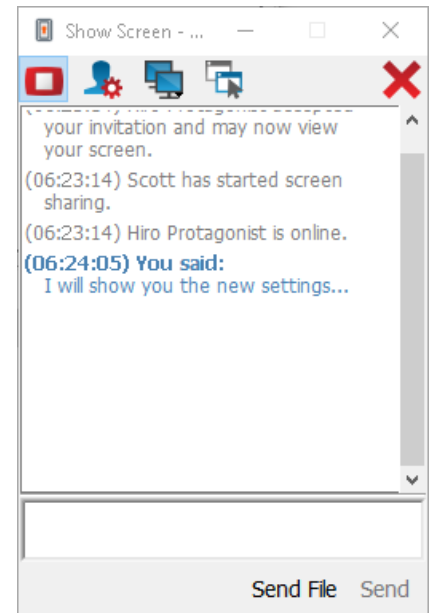 Show Screen - ...
your invitation and may now view
your screen.
(06:23:14) Scott has started screen
sharing.
(06:23:14) Hiro Protagonist is online.
(06:24:05) You said:
I will show you the new settings...
Send File Send